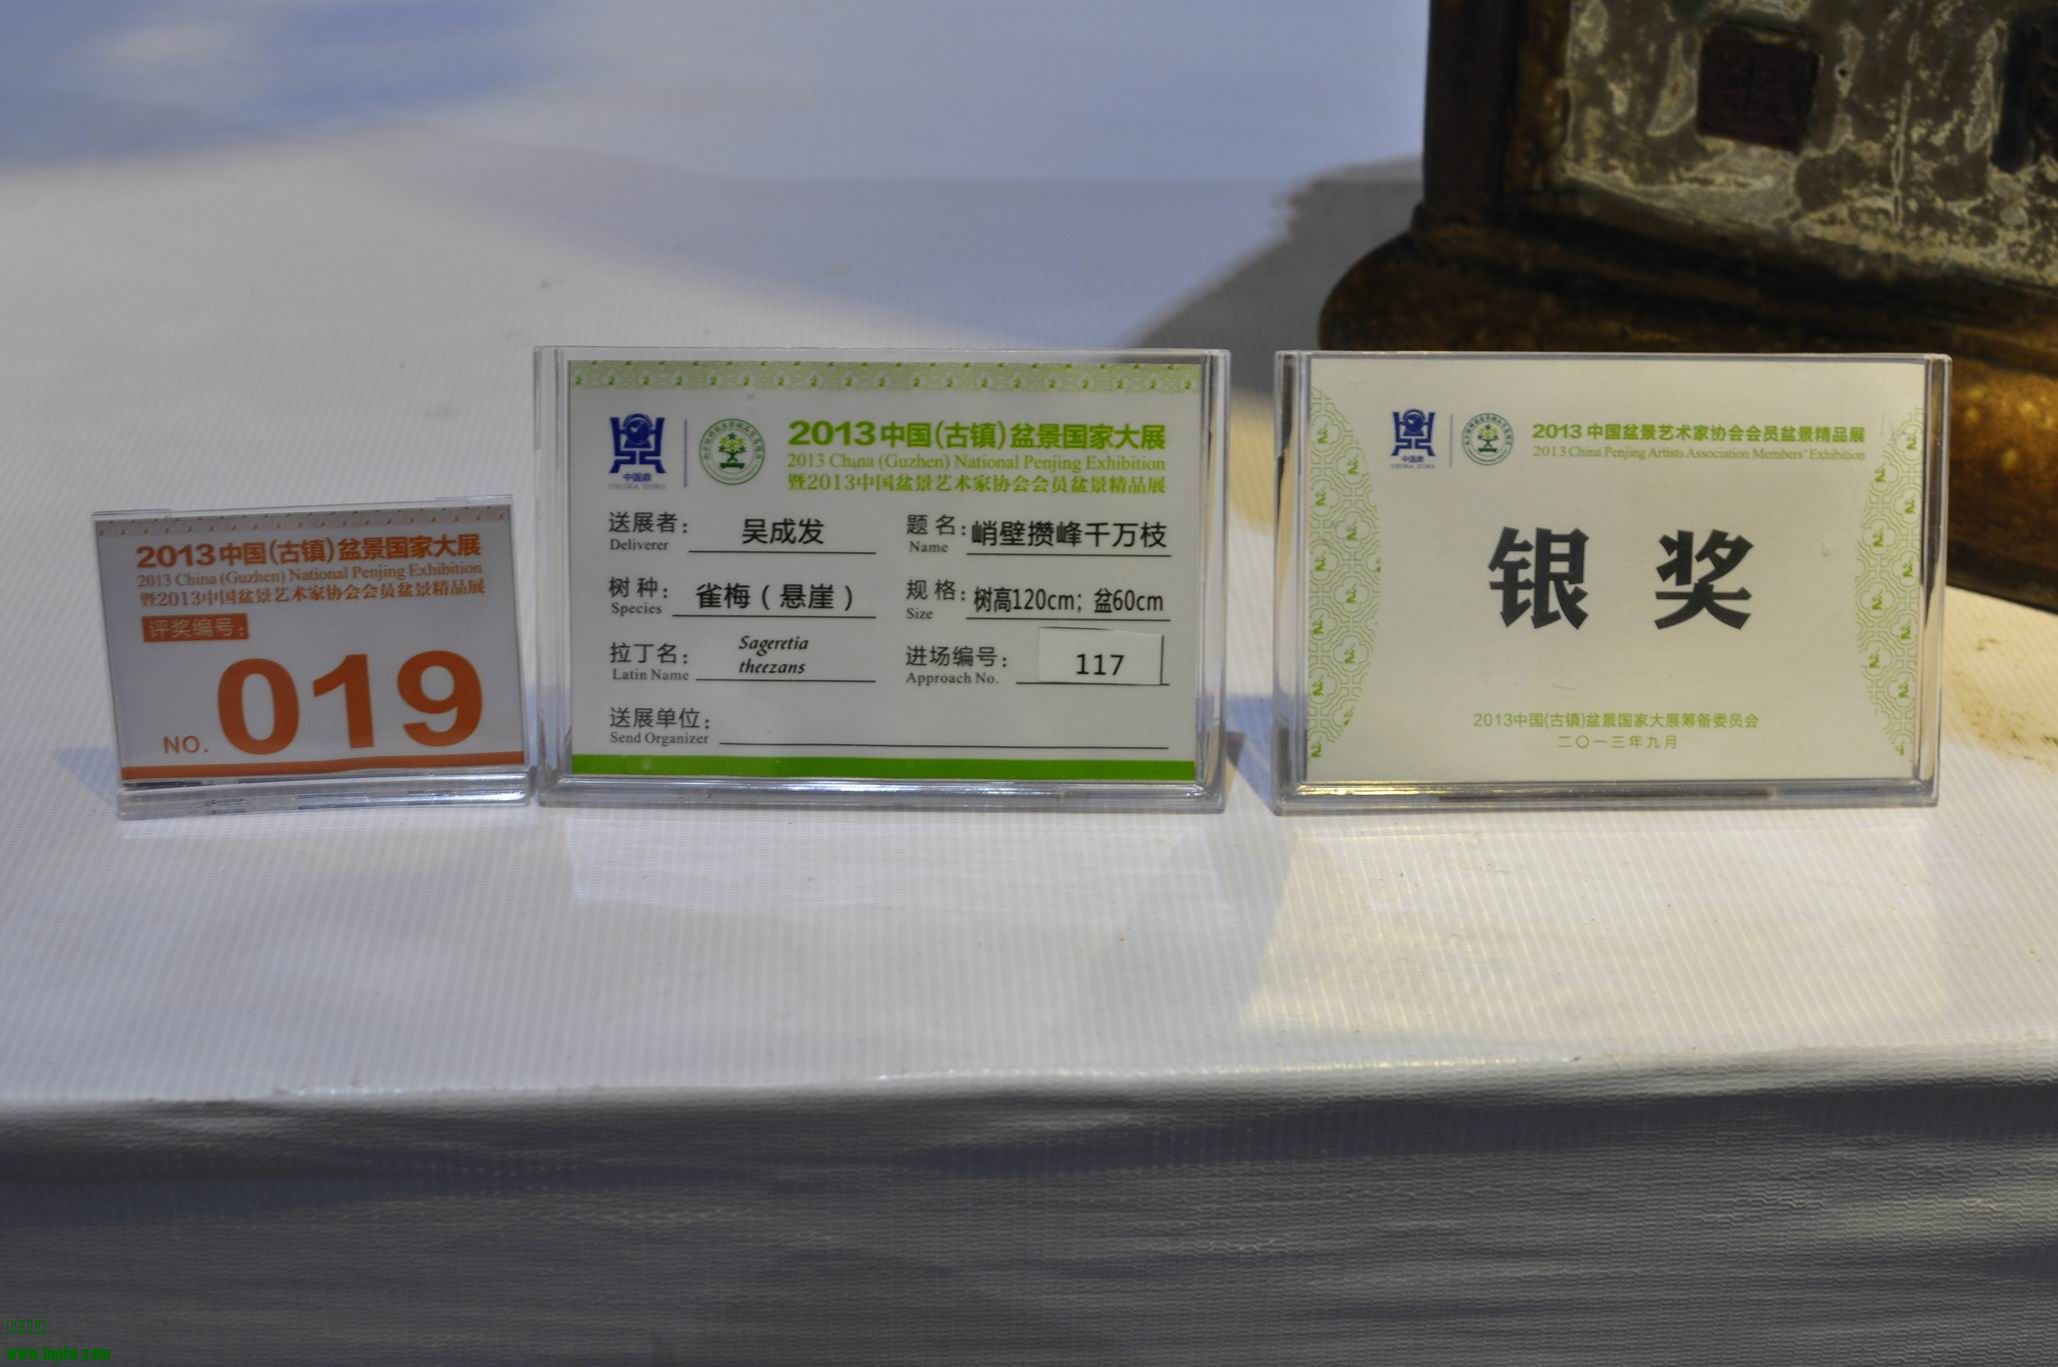 2013中国(古镇)盆景国家大展
2013 China (Guzhen) National Penjing Exhibition
暨2013中国盆景艺术家协会会员盆景精品展
评奖编号:
NO. 019
中国鼎
2013中国(古镇)盆景国家大展
2013 China (Guzhen) National Penjing Exhibition
暨2013中国盆景艺术家协会会员盆景精品展
送展者: 吴成发
Deliverer
题名: 峭壁攒峰千万枝
Name
树种: 雀梅(悬崖)
Species
规格: 树高120cm; 盆60cm
Size
拉丁名: Sageretia theezans
Latin Name
进场编号: 117
Approach No.
送展单位:
Send Organizer
中国鼎
2013中国盆景艺术家协会会员盆景精品展
2013 China Penjing Artists Association Members' Exhibition
银 奖
2013中国(古镇)盆景国家大展筹备委员会
二〇一三年九月